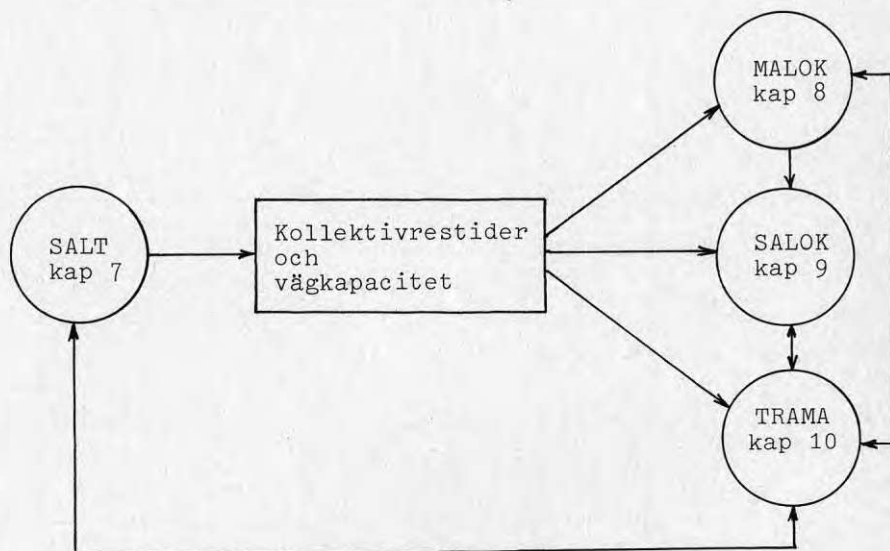 SALT
kap 7
Kollektivrestider
och
vägkapacitet
MALOK
kap 8
SALOK
kap 9
TRAMA
kap 10